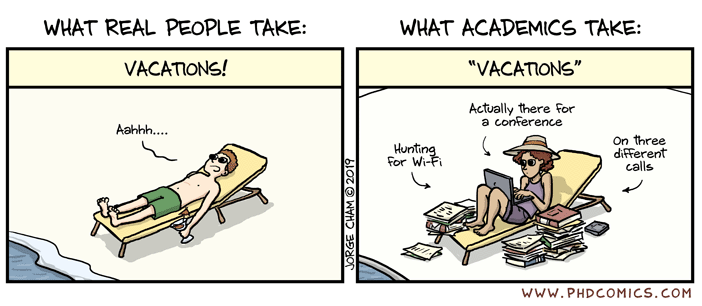 WHAT REAL PEOPLE TAKE:
VACATIONS!
Aahhh....
JORGE CHAM © 2019
WHAT ACADEMICS TAKE:
"VACATIONS"
Actually there for
a conference
Hunting
for Wi-Fi
On three
different
calls
WWW.PHDCOMICS.COM